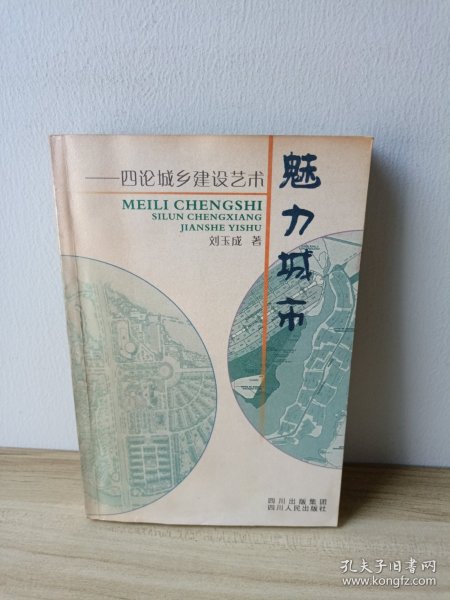 魅力城市
——四论城乡建设艺术
MEILI CHENGSHI
SILUN CHENGXIANG
JIANSHE YISHU
刘玉成 著
四川出版集团
四川人民出版社
孔夫子旧书网
www.kongfz.com